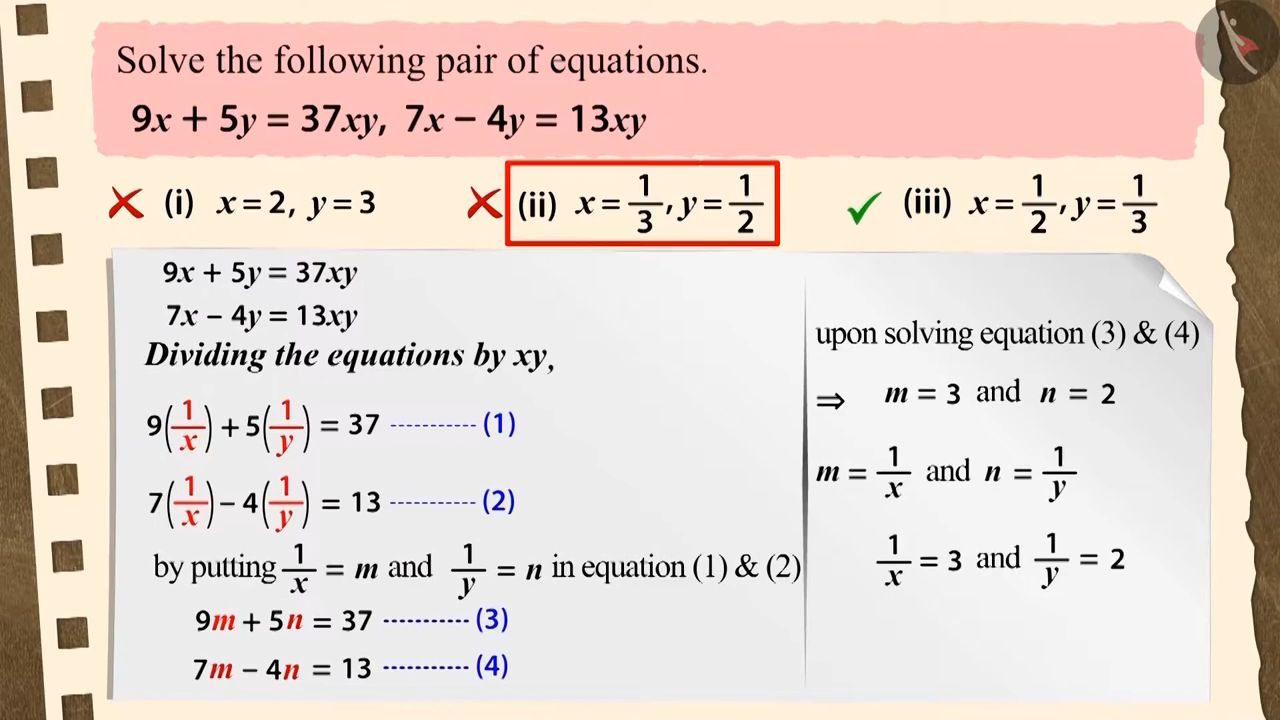 Solve the following pair of equations.
9x + 5y = 37xy, 7x − 4y = 13xy
(i) x = 2, y = 3 (ii) x = 1/3, y = 1/2 (iii) x = 1/2, y = 1/3
9x + 5y = 37xy
7x − 4y = 13xy
Dividing the equations by xy,
9(1/x) + 5(1/y) = 37 ----------- (1)
7(1/x) − 4(1/y) = 13 ----------- (2)
by putting 1/x = m and 1/y = n in equation (1) & (2)
9m + 5n = 37 ----------- (3)
7m − 4n = 13 ----------- (4)
upon solving equation (3) & (4)
⇒ m = 3 and n = 2
m = 1/x and n = 1/y
1/x = 3 and 1/y = 2